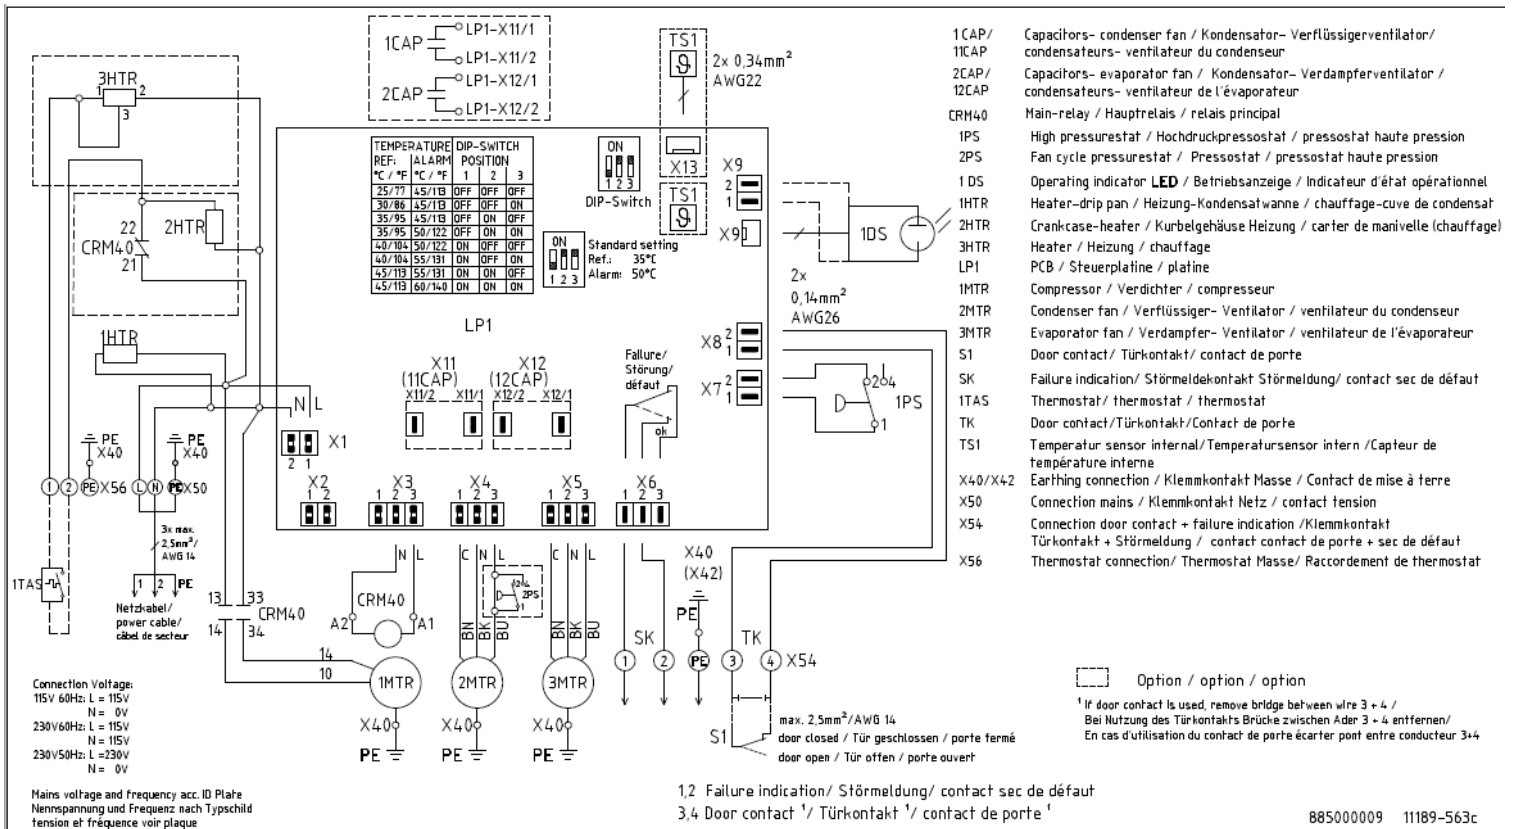 1CAP
LP1-X11/1
LP1-X11/2
2CAP
LP1-X12/1
LP1-X12/2
TS1
2x 0,34mm²
AWG22
X13
TS1
3HTR
1 2
3
22
CRM40
21
2HTR
1HTR
TEMPERATURE DIP-SWITCH
REF: ALARM POSITION
°C / °F °C / °F 1 2 3
25/77 45/113 OFF OFF OFF
30/86 45/113 OFF OFF ON
35/95 45/113 OFF ON OFF
35/95 50/122 OFF ON ON
40/104 50/122 ON OFF OFF
40/104 55/131 ON OFF ON
45/113 55/131 ON ON OFF
45/113 60/140 ON ON ON
ON
1 2 3
DIP-Switch
ON
1 2 3
Standard setting
Ref.: 35°C
Alarm: 50°C
LP1
X9
2
1
X9
1DS
2x
0,14mm²
AWG26
X8 2
1
X7 2
1
2 4
1PS
1
Failure/
Störung/
défaut
ok
X11
(11CAP)
X11/2 X11/1
X12
(12CAP)
X12/2 X12/1
N L
X1
2 1
X2
1 2
X3
1 2 3
X4
1 2 3
X5
1 2 3
X6
1 2 3
PE
X40
PE
X40
1 2 PE X56 L N PE X50
3x max.
2,5mm²/
AWG 14
1TAS
1 2 PE
Netzkabel/
power cable/
câbel de secteur
13 33
CRM40
14 34
N L
CRM40
A2 A1
14
10
1MTR
X40
PE
C N L
2 4
2PS
1
BN BK BU
2MTR
X40
PE
C N L
BN BK BU
3MTR
X40
PE
SK
1 2
X40
(X42)
PE
PE
TK
3 4 X54
S1
max. 2,5mm²/AWG 14
door closed / Tür geschlossen / porte fermé
door open / Tür offen / porte ouvert
Connection Voltage:
115V 60Hz: L = 115V
N = 0V
230V60Hz: L = 115V
N = 115V
230V50Hz: L =230V
N = 0V
Mains voltage and frequency acc. ID Plate
Nennspannung und Frequenz nach Typschild
tension et fréquence voir plaque
1,2 Failure indication/ Störmeldung/ contact sec de défaut
3,4 Door contact ¹/ Türkontakt ¹/ contact de porte ¹
1CAP/ Capacitors- condenser fan / Kondensator- Verflüssigerventilator/
11CAP condensateurs- ventilateur du condenseur
2CAP/ Capacitors- evaporator fan / Kondensator- Verdampferventilator /
12CAP condensateurs- ventilateur de l'évaporateur
CRM40 Main-relay / Hauptrelais / relais principal
1PS High pressurestat / Hochdruckpressostat / pressostat haute pression
2PS Fan cycle pressurestat / Pressostat / pressostat haute pression
1 DS Operating indicator LED / Betriebsanzeige / Indicateur d'état opérationnel
1HTR Heater-drip pan / Heizung-Kondensatwanne / chauffage-cuve de condensat
2HTR Crankcase-heater / Kurbelgehäuse Heizung / carter de manivelle (chauffage)
3HTR Heater / Heizung / chauffage
LP1 PCB / Steuerplatine / platine
1MTR Compressor / Verdichter / compresseur
2MTR Condenser fan / Verflüssiger- Ventilator / ventilateur du condenseur
3MTR Evaporator fan / Verdampfer- Ventilator / ventilateur de l'évaporateur
S1 Door contact/ Türkontakt/ contact de porte
SK Failure indication/ Störmeldekontakt Störmeldung/ contact sec de défaut
1TAS Thermostat/ thermostat / thermostat
TK Door contact/Türkontakt/Contact de porte
TS1 Temperatur sensor internal/Temperatursensor intern /Capteur de
température interne
X40/X42 Earthing connection / Klemmkontakt Masse / Contact de mise à terre
X50 Connection mains / Klemmkontakt Netz / contact tension
X54 Connection door contact + failure indication /Klemmkontakt
Türkontakt + Störmeldung / contact contact de porte + sec de défaut
X56 Thermostat connection/ Thermostat Masse/ Raccordement de thermostat
Option / option / option
¹ If door contact is used, remove bridge between wire 3 + 4 /
Bei Nutzung des Türkontakts Brücke zwischen Ader 3 + 4 entfernen/
En cas d'utilisation du contact de porte écarter pont entre conducteur 3+4
885000009 11189-563c